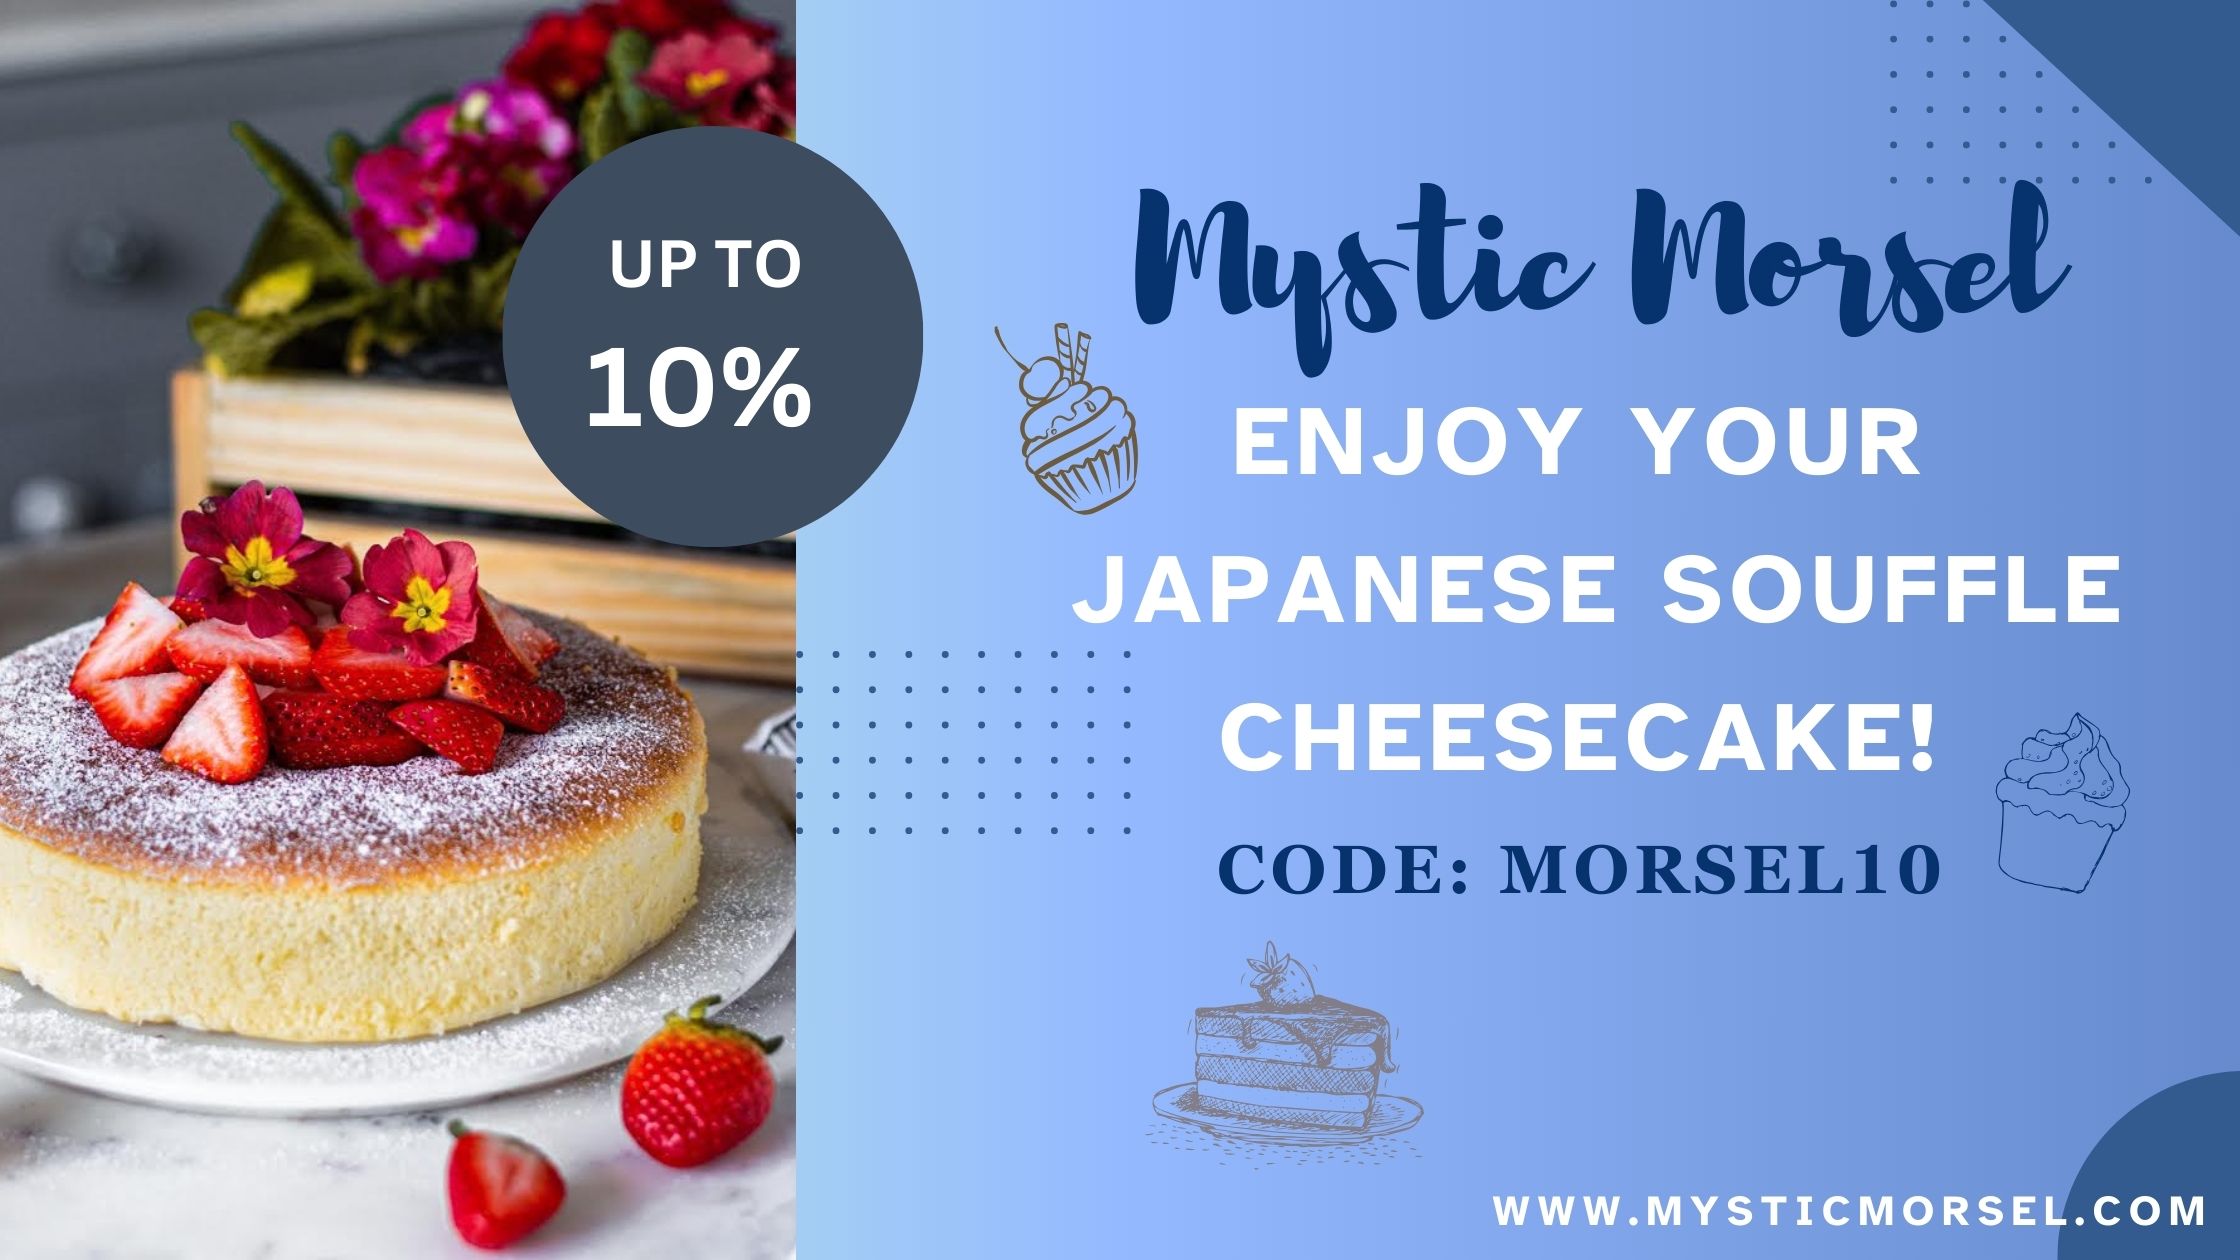 UP TO
10%
Mystic Morsel
ENJOY YOUR
JAPANESE SOUFFLE
CHEESECAKE!
CODE: MORSEL10
WWW.MYSTICMORSEL.COM